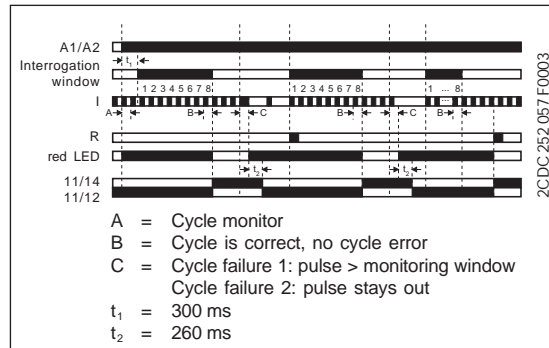 A1/A2
t1
Interrogation
window
1 2 3 4 5 6 7 8
1 2 3 4 5 6 7 8
1 ... 8
I
...
A
B
C
B
C
B
R
red LED
t2
t2
11/14
11/12
A = Cycle monitor
B = Cycle is correct, no cycle error
C = Cycle failure 1: pulse > monitoring window
Cycle failure 2: pulse stays out
t1 = 300 ms
t2 = 260 ms
2CDC 252 057 F0003